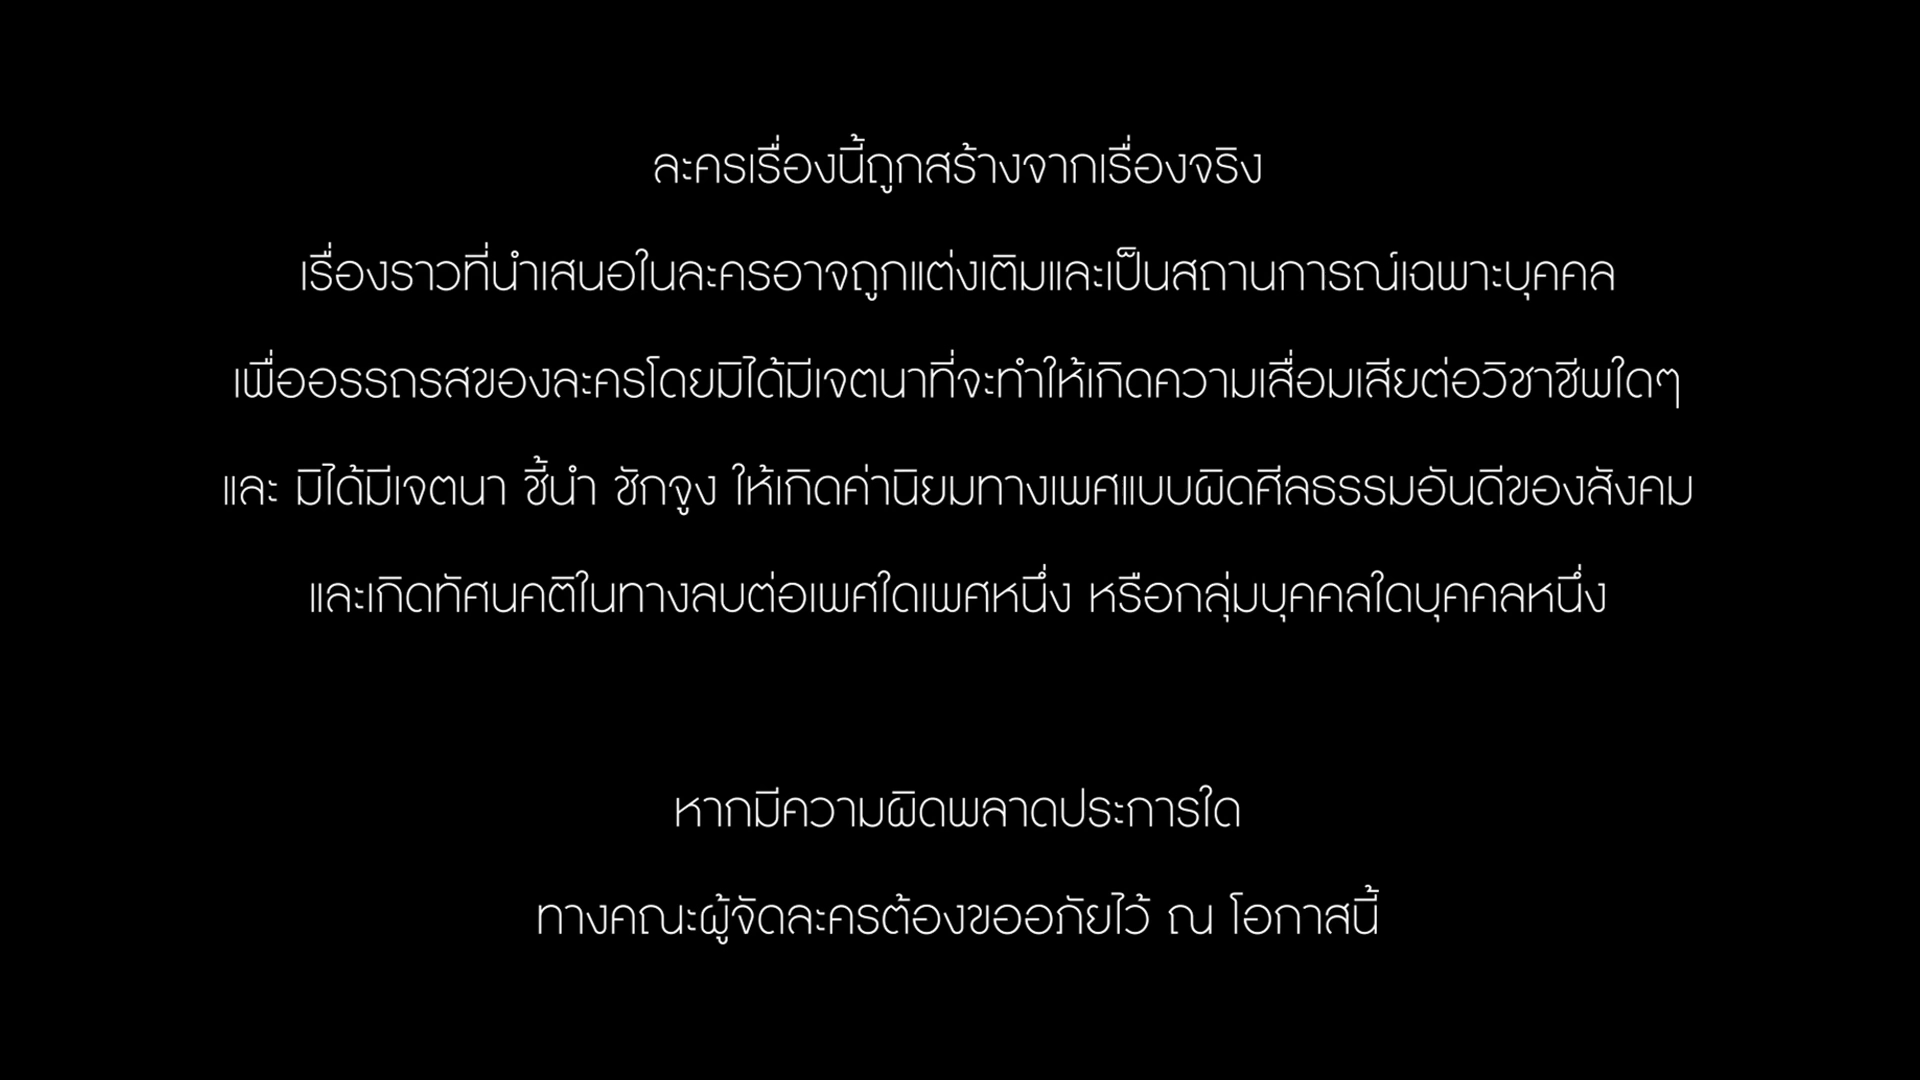 ละครเรื่องนี้ถูกสร้างจากเรื่องจริง
เรื่องราวที่นำเสนอในละครอาจถูกแต่งเติมและเป็นสถานการณ์เฉพาะบุคคล
เพื่ออรรถรสของละครโดยมิได้มีเจตนาที่จะทำให้เกิดความเสื่อมเสียต่อวิชาชีพใดๆ
และ มิได้มีเจตนา ชี้นำ ชักจูง ให้เกิดค่านิยมทางเพศแบบผิดศีลธรรมอันดีของสังคม
และเกิดทัศนคติในทางลบต่อเพศใดเพศหนึ่ง หรือกลุ่มบุคคลใดบุคคลหนึ่ง
หากมีความผิดพลาดประการใด
ทางคณะผู้จัดละครต้องขออภัยไว้ ณ โอกาสนี้